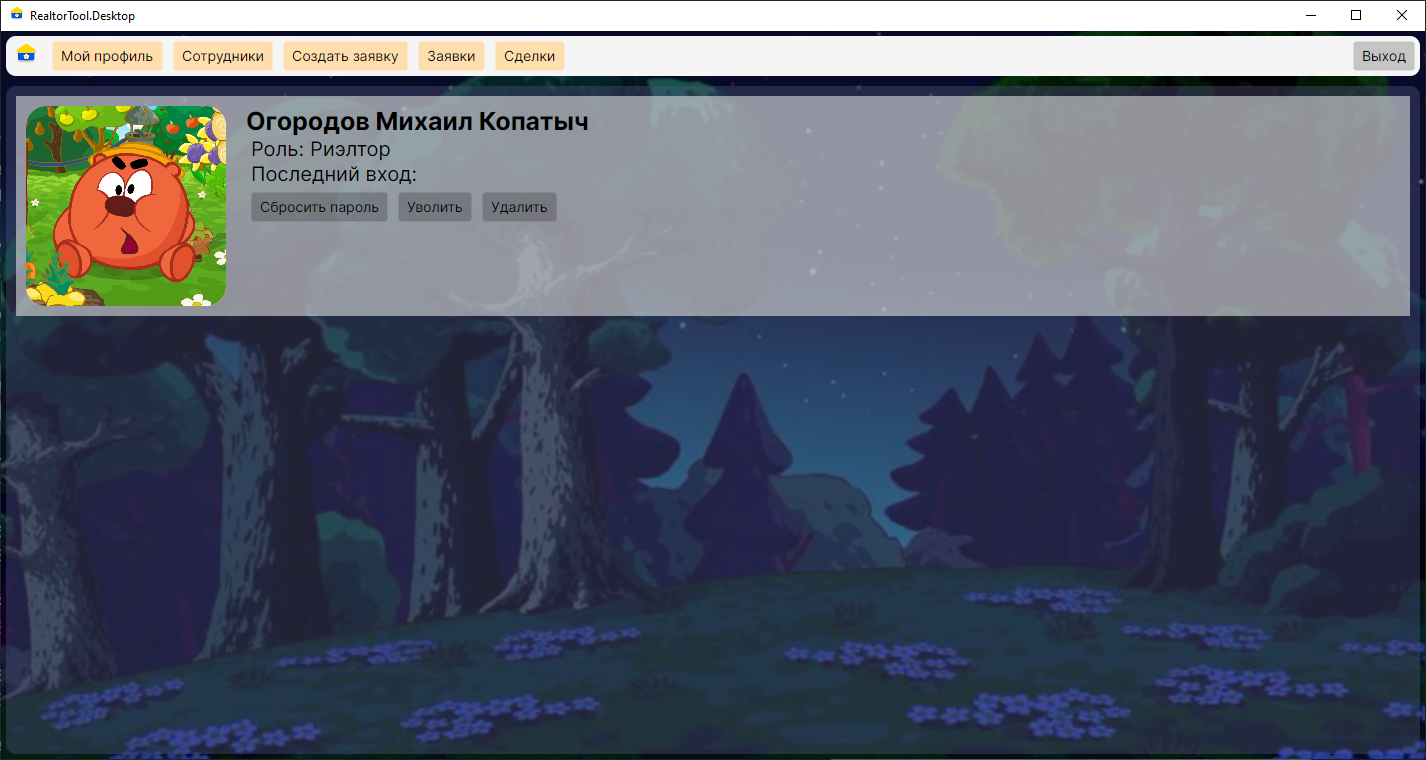 RealtorTool.Desktop
Мой профиль Сотрудники Создать заявку Заявки Сделки Выход
Огородов Михаил Копатыч
Роль: Риэлтор
Последний вход:
Сбросить пароль Уволить Удалить